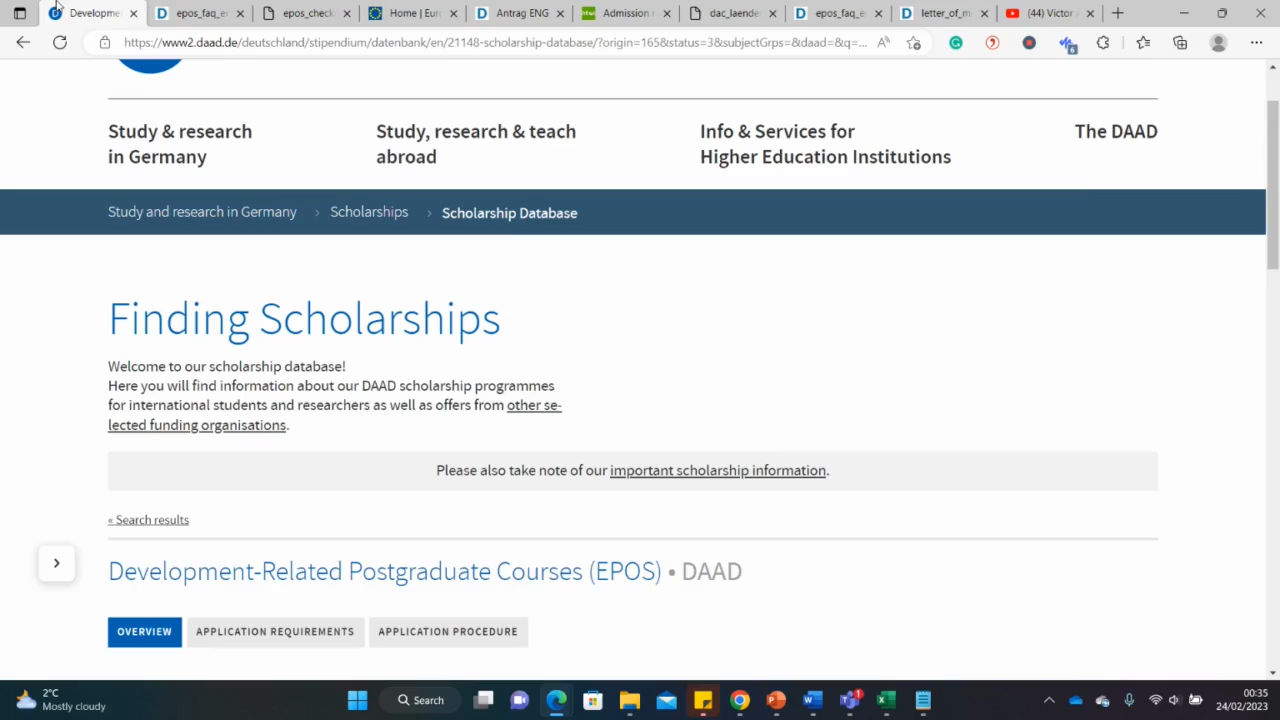 Developme
epos_faq_e
epos_check
Home | Eur
Antrag ENG
Admission r
dac_laende
epos_faq_e
letter_of_m
(44) Victor A
https://www2.daad.de/deutschland/stipendium/datenbank/en/21148-scholarship-database/?origin=165&status=3&subjectGrps=&daad=&q=...
6
Study & research
in Germany
Study, research & teach
abroad
Info & Services for
Higher Education Institutions
The DAAD
Study and research in Germany › Scholarships › Scholarship Database
Finding Scholarships
Welcome to our scholarship database!
Here you will find information about our DAAD scholarship programmes
for international students and researchers as well as offers from other se-
lected funding organisations.
Please also take note of our important scholarship information.
« Search results
Development-Related Postgraduate Courses (EPOS) • DAAD
OVERVIEW
APPLICATION REQUIREMENTS
APPLICATION PROCEDURE
2°C
Mostly cloudy
Search
00:35
24/02/2023